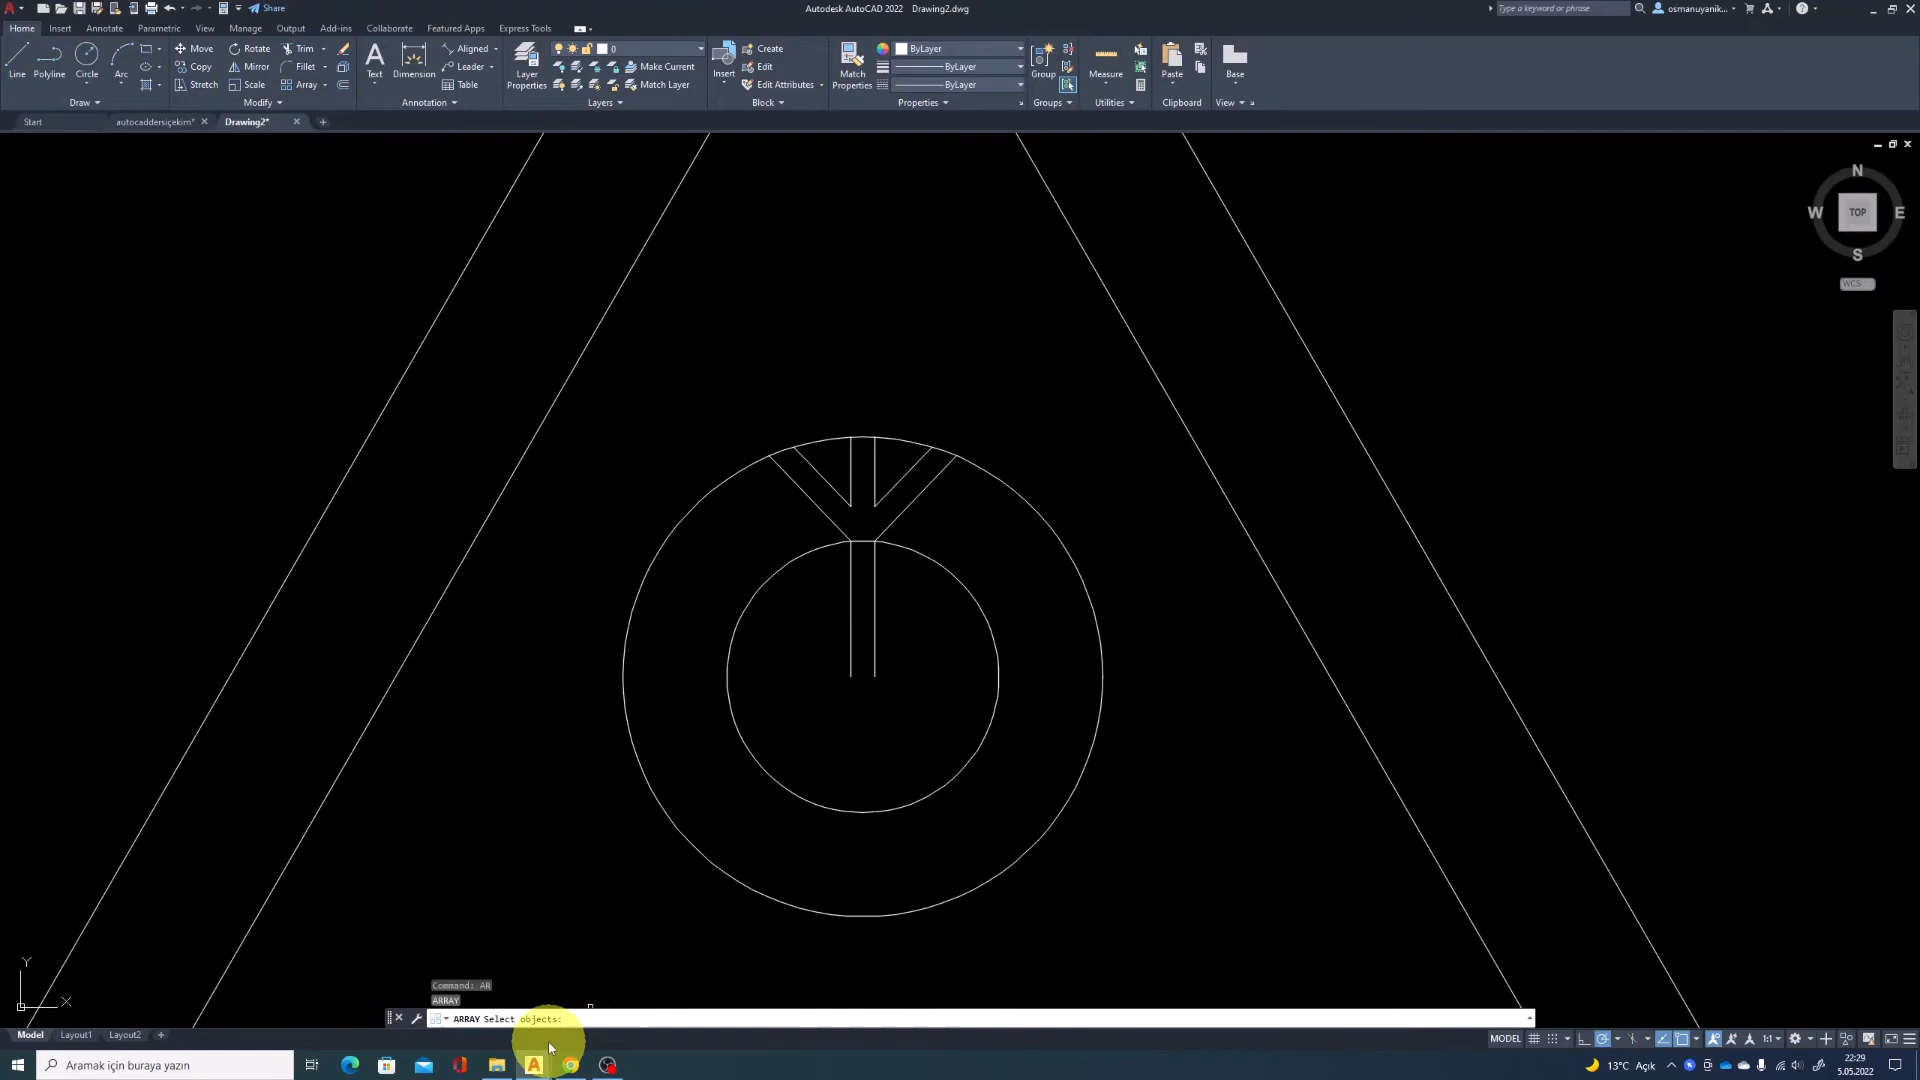 Share
Autodesk AutoCAD 2022 Drawing2.dwg
Type a keyword or phrase
osmanuyanik...
Home Insert Annotate Parametric View Manage Output Add-ins Collaborate Express Tools Featured Apps
Line Polyline Circle Arc
Move Rotate Trim
Copy Mirror Fillet
Stretch Scale Array
Text Dimension
Aligned
Leader
Table
Layer Properties
0
Make Current
Match Layer
Insert
Create
Edit
Edit Attributes
Match Properties
ByLayer
ByLayer
ByLayer
Group
Measure
Paste
Base
Draw Modify Annotation Layers Block Properties Groups Utilities Clipboard View
Start autocaddersiçekim* Drawing2*
N
W TOP E
S
WCS
Y
X
Command: AR
ARRAY
ARRAY Select objects:
Model Layout1 Layout2
MODEL
1:1
Aramak için buraya yazın
13°C Açık
22:29
5.05.2022